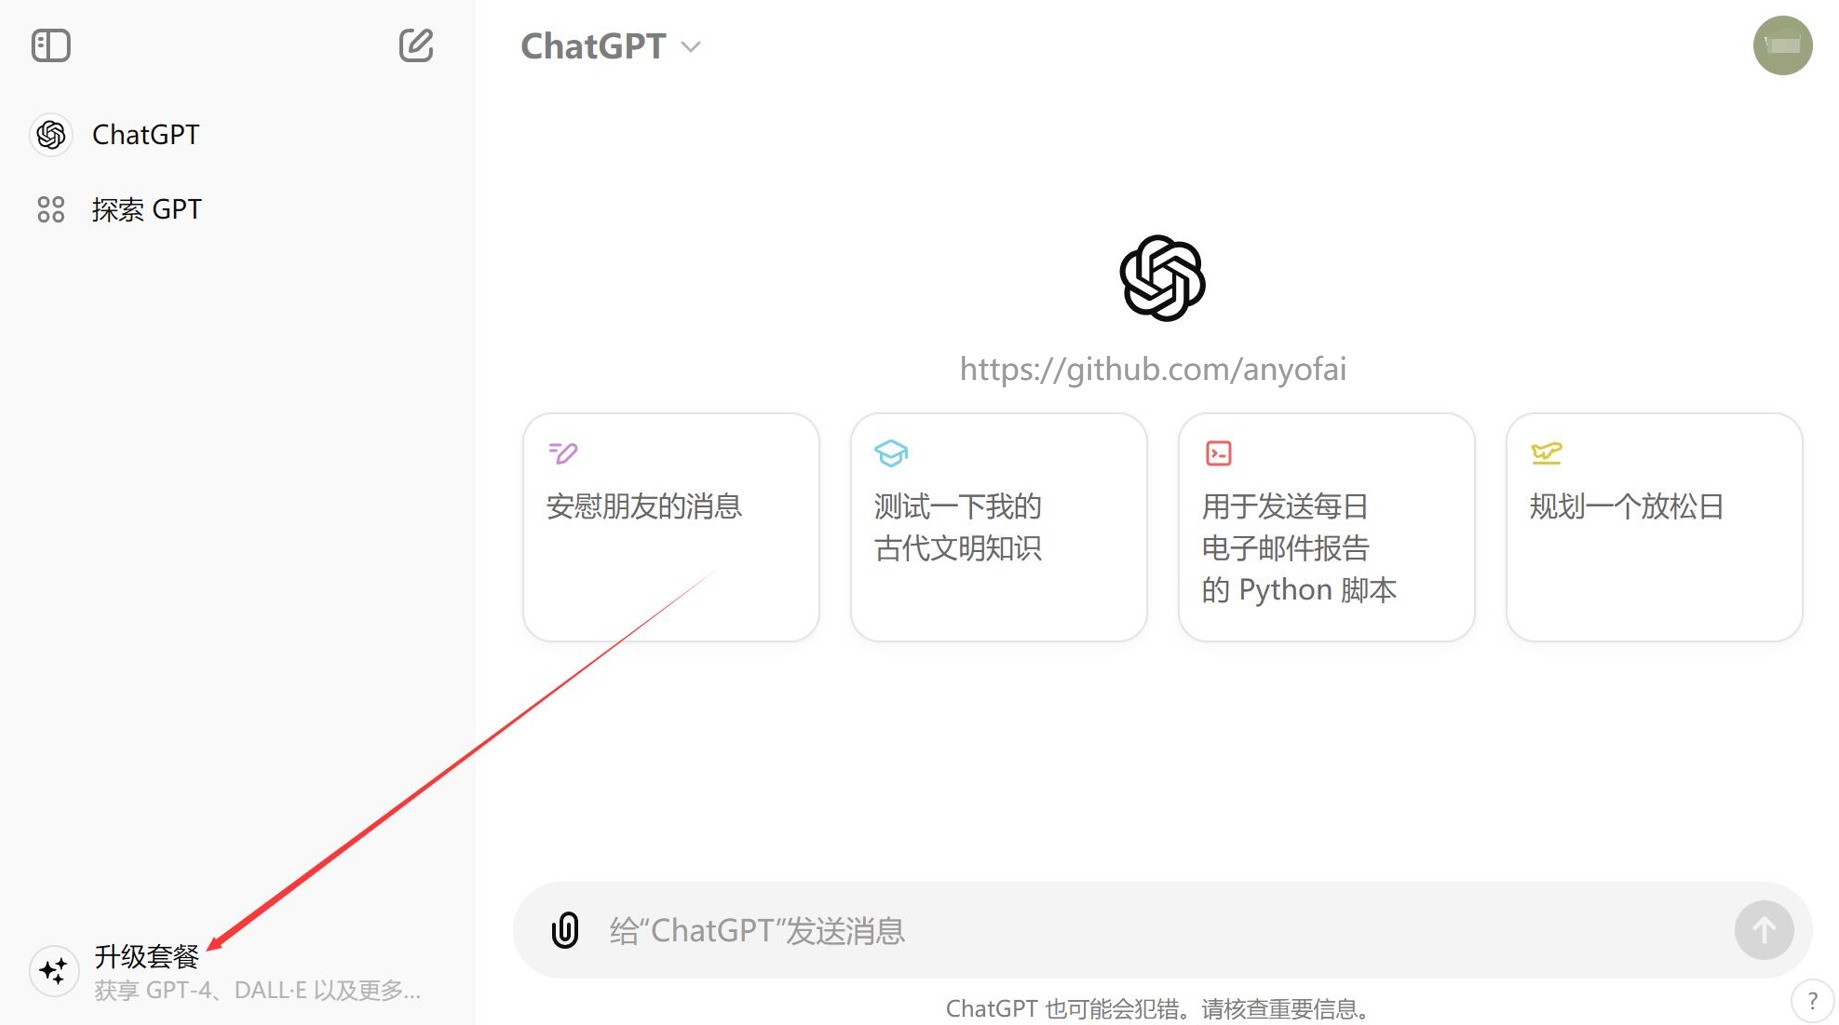 ChatGPT
ChatGPT
探索 GPT
https://github.com/anyofai
安慰朋友的消息
测试一下我的
古代文明知识
用于发送每日
电子邮件报告
的 Python 脚本
规划一个放松日
升级套餐
获享 GPT-4、DALL·E 以及更多...
给“ChatGPT”发送消息
ChatGPT 也可能会犯错。请核查重要信息。
?